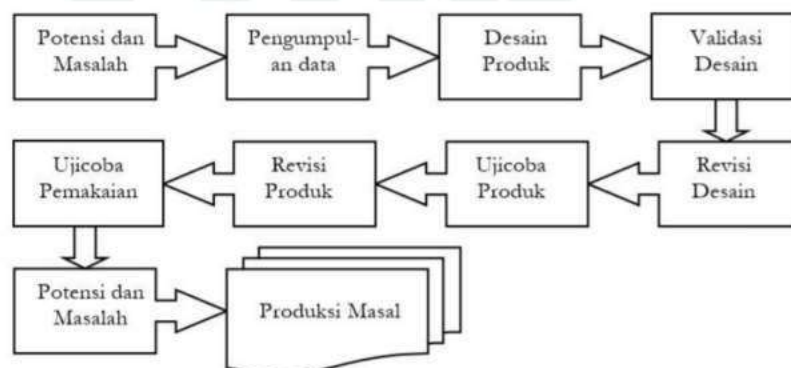 Potensi dan
Masalah
Pengumpul-
an data
Desain
Produk
Validasi
Desain
Revisi
Desain
Ujicoba
Produk
Revisi
Produk
Ujicoba
Pemakaian
Potensi dan
Masalah
Produksi Masal